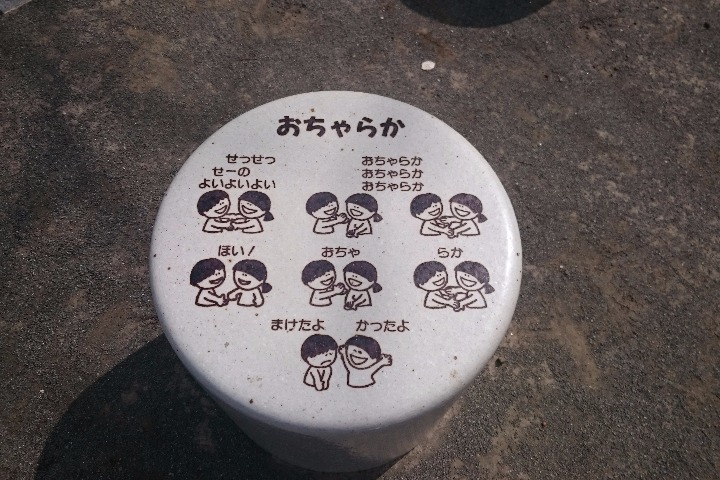 おちゃらか
せっせっ
せーの
よいよいよい
おちゃらか
おちゃらか
おちゃらか
ほい!
おちゃ
らか
まけたよ かったよ